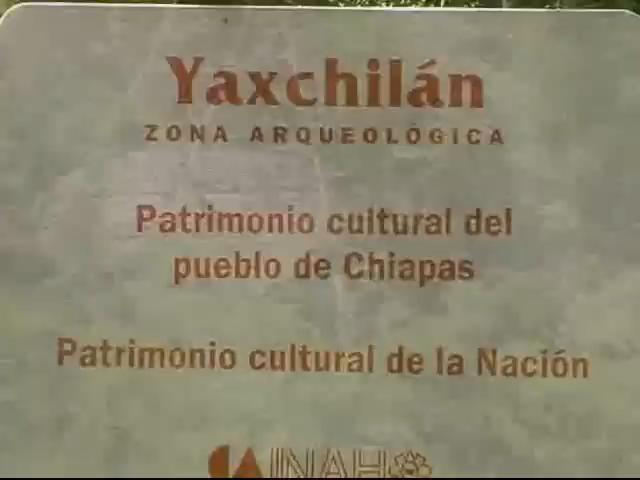 Yaxchilán
ZONA ARQUEOLÓGICA
Patrimonio cultural del
pueblo de Chiapas
Patrimonio cultural de la Nación
INAH